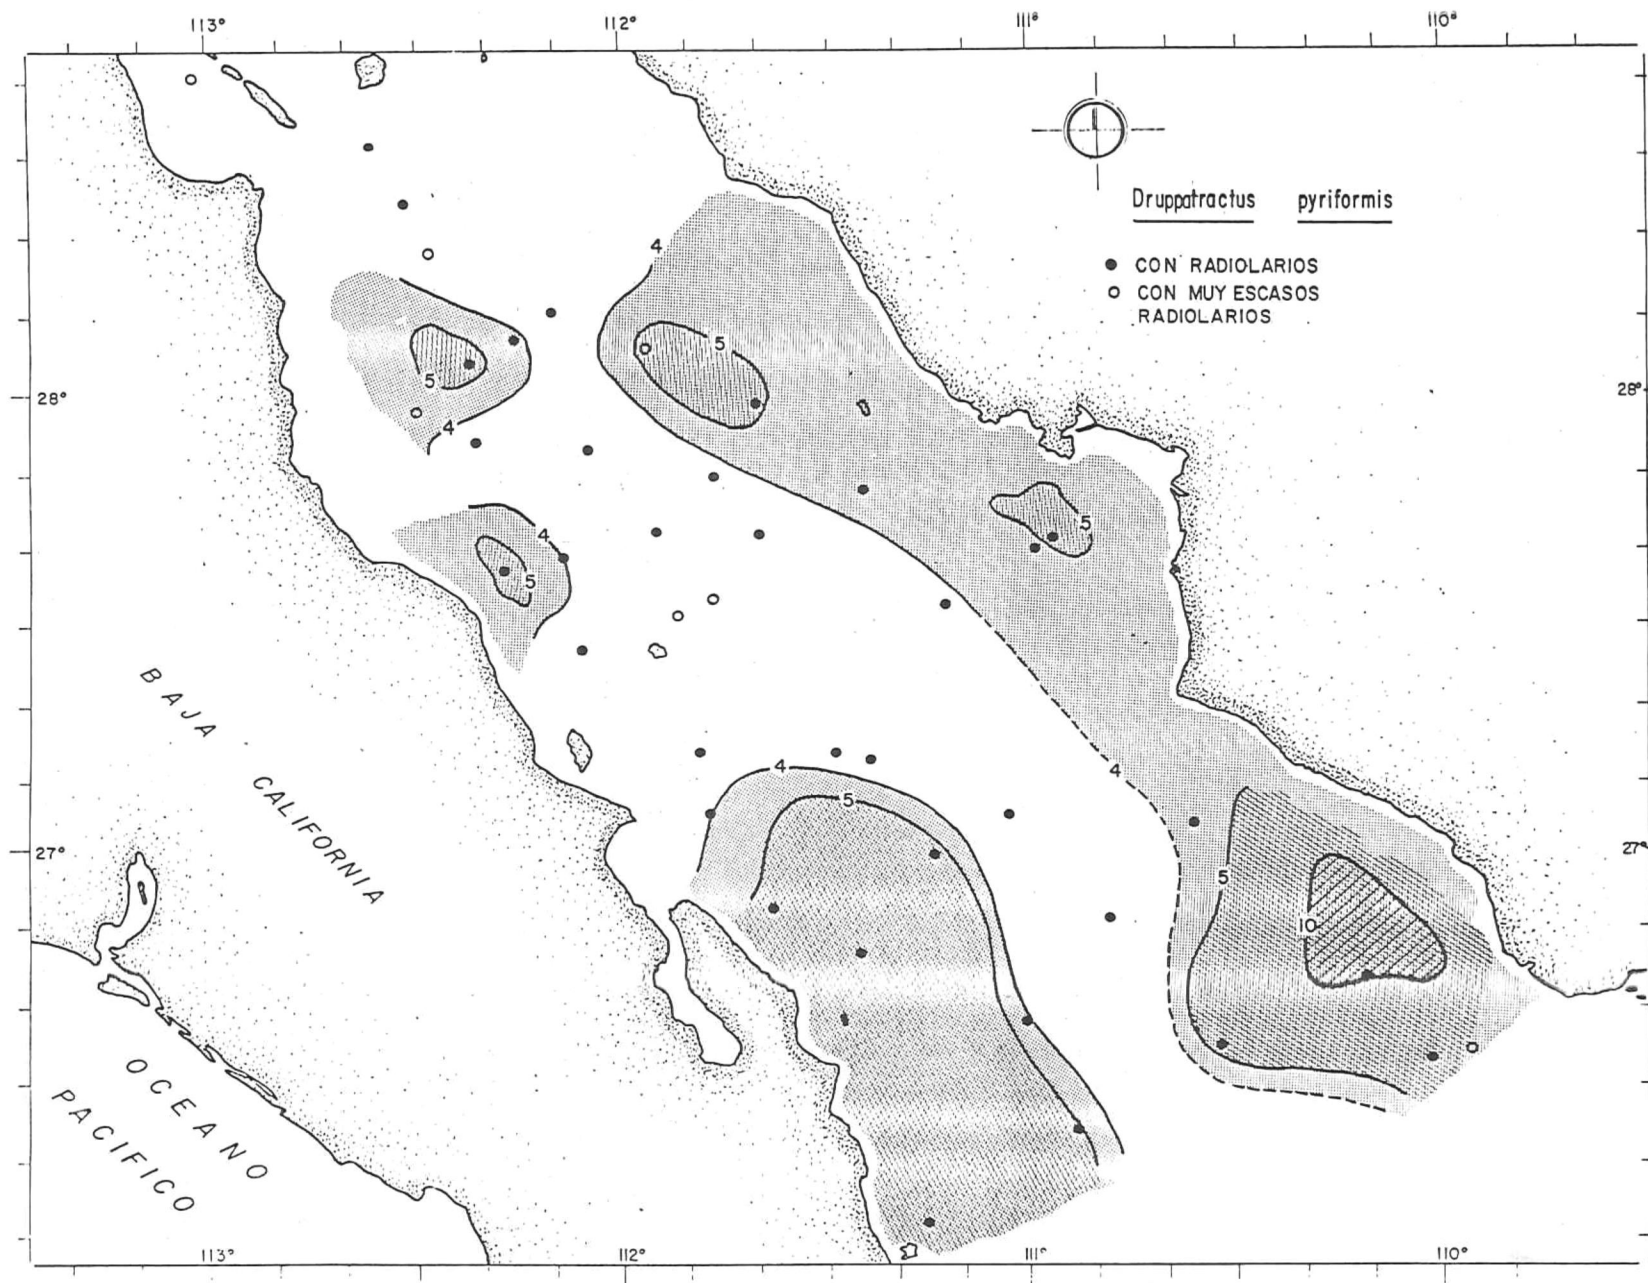 113° 112° 111° 110°
Druppatractus pyriformis
CON RADIOLARIOS
CON MUY ESCASOS
RADIOLARIOS
4
5
4
5
28° 28°
5
4
5
4
5
BAJA
CALIFORNIA
4
4
5
27° 27°
5
10
OCEANO
PACIFICO
113° 112° 111° 110°